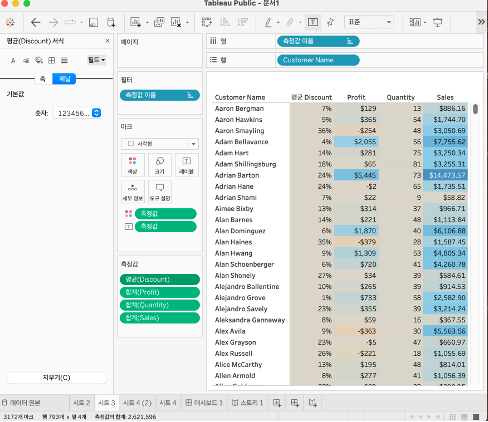 Tableau Public - 문서1
표준
평균(Discount) 서식
필드
축
패널
기본값
숫자: 123456...
지우기(C)
페이지
필터
측정값 이름
마크
사각형
색상
크기
레이블
세부 정보
도구 설명
측정값
측정값
측정값
평균(Discount)
합계(Profit)
합계(Quantity)
합계(Sales)
열
측정값 이름
행
Customer Name
Customer Name 평균 Discount Profit Quantity Sales
Aaron Bergman 7% $129 13 $886.16
Aaron Hawkins 9% $365 54 $1,744.70
Aaron Smayling 36% $-254 48 $3,050.69
Adam Bellavance 4% $2,055 56 $7,755.62
Adam Hart 14% $281 75 $3,250.34
Adam Shillingsburg 18% $65 81 $3,255.31
Adrian Barton 24% $5,445 73 $14,473.57
Adrian Hane 24% $-2 65 $1,735.51
Adrian Shami 7% $22 9 $58.82
Aimee Bixby 13% $314 37 $966.71
Alan Barnes 14% $221 48 $1,113.84
Alan Dominguez 6% $1,870 40 $6,106.88
Alan Haines 35% $-379 28 $1,587.45
Alan Hwang 9% $1,309 53 $4,805.34
Alan Schoenberger 6% $720 41 $4,260.78
Alan Shonely 27% $34 39 $584.61
Alejandro Ballentine 10% $265 39 $914.53
Alejandro Grove 1% $733 58 $2,582.90
Alejandro Savely 23% $355 39 $3,214.24
Aleksandra Gannaway 8% $59 16 $367.55
Alex Avila 9% $-363 30 $5,563.56
Alex Grayson 23% $-5 47 $660.97
Alex Russell 26% $-221 18 $1,055.69
Alice McCarthy 13% $195 48 $814.01
Allen Armold 8% $277 41 $1,056.39
데이터 원본
시트 2
시트 3
시트 4 (2)
시트 4
대시보드 1
스토리 1
3172개 마크 행 793개 x 열 4개 측정값의 합계: 2,621,596